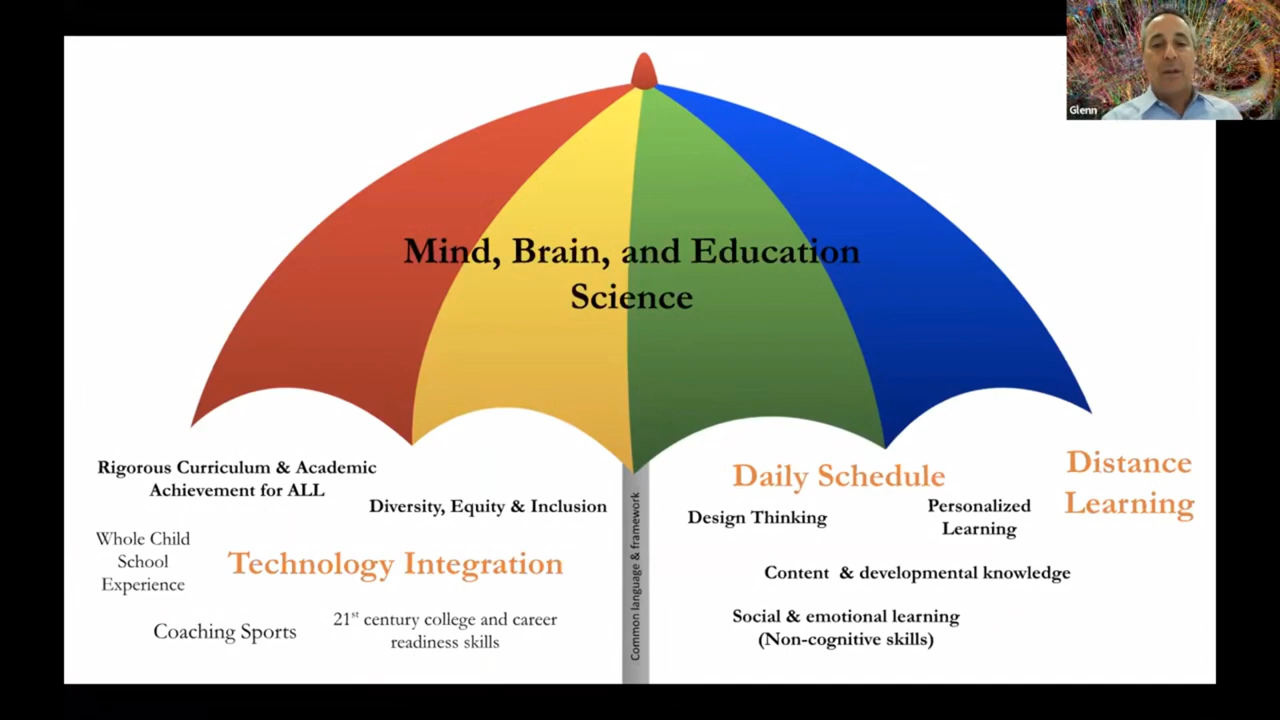 Glenn
Mind, Brain, and Education
Science
Rigorous Curriculum & Academic
Achievement for ALL
Diversity, Equity & Inclusion
Whole Child
School
Experience
Technology Integration
Coaching Sports
21st century college and career
readiness skills
Common language & framework
Daily Schedule
Distance
Learning
Design Thinking
Personalized
Learning
Content & developmental knowledge
Social & emotional learning
(Non-cognitive skills)